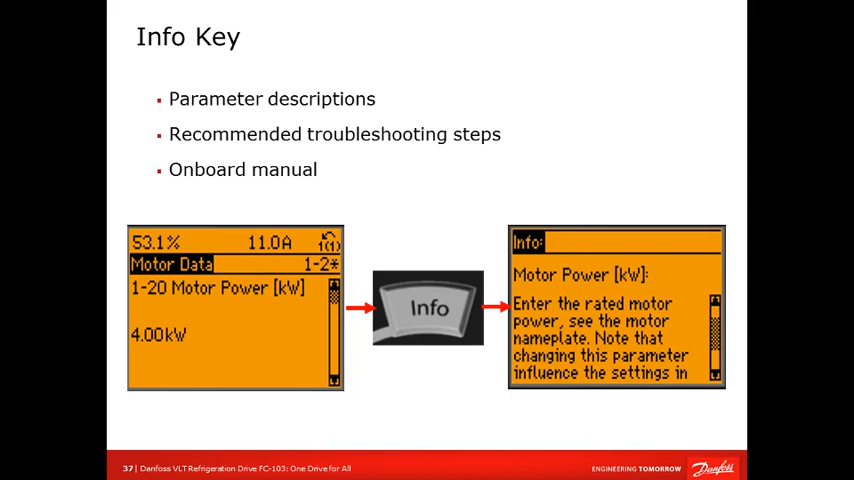 Info Key
Parameter descriptions
Recommended troubleshooting steps
Onboard manual
53.1% 11.0A 1(1)
Motor Data 1-2*
1-20 Motor Power [kW]
4.00kW
Info
Info:
Motor Power [kW]:
Enter the rated motor
power, see the motor
nameplate. Note that
changing this parameter
influence the settings in
37| Danfoss VLT Refrigeration Drive FC-103: One Drive for All
ENGINEERING TOMORROW
Danfoss